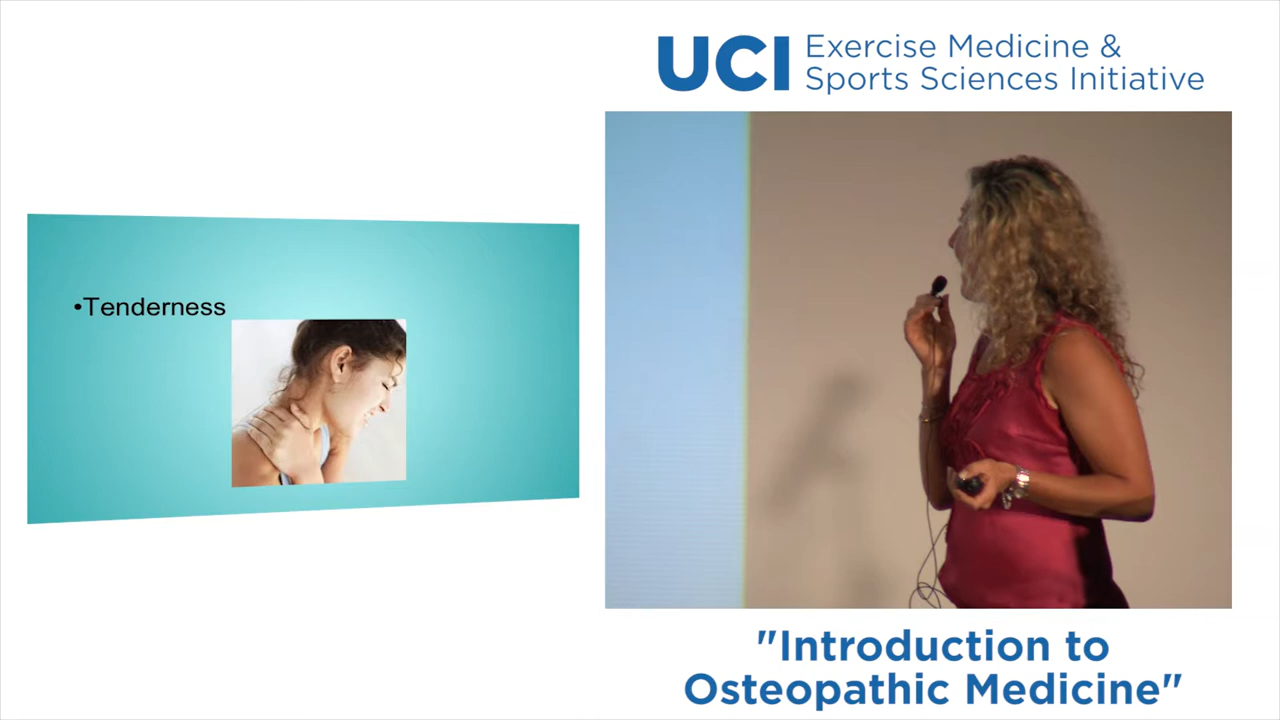 UCI
Exercise Medicine &
Sports Sciences Initiative
•Tenderness
"Introduction to
Osteopathic Medicine"